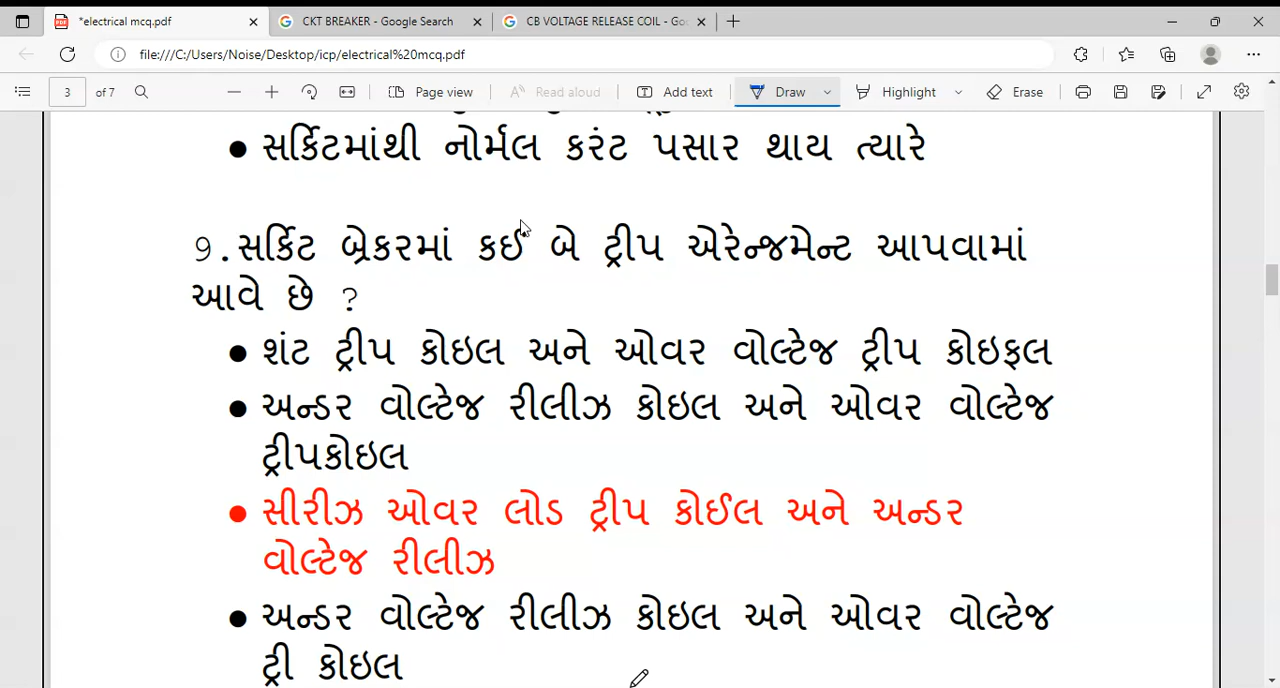 *electrical mcq.pdf
CKT BREAKER - Google Search
CB VOLTAGE RELEASE COIL - Goo
file:///C:/Users/Noise/Desktop/icp/electrical%20mcq.pdf
3 of 7 Page view Read aloud Add text Draw Highlight Erase
● સર્કિટમાંથી નોર્મલ કરંટ પસાર થાય ત્યારે
9.સર્કિટ બ્રેકરમાં કઈ બે ટ્રીપ એરેન્જમેન્ટ આપવામાં
આવે છે ?
● શંટ ટ્રીપ કોઇલ અને ઓવર વોલ્ટેજ ટ્રીપ કોઇફલ
● અન્ડર વોલ્ટેજ રીલીઝ કોઇલ અને ઓવર વોલ્ટેજ
ટ્રીપકોઇલ
● સીરીઝ ઓવર લોડ ટ્રીપ કોઈલ અને અન્ડર
વોલ્ટેજ રીલીઝ
● અન્ડર વોલ્ટેજ રીલીઝ કોઇલ અને ઓવર વોલ્ટેજ
ટ્રી કોઇલ